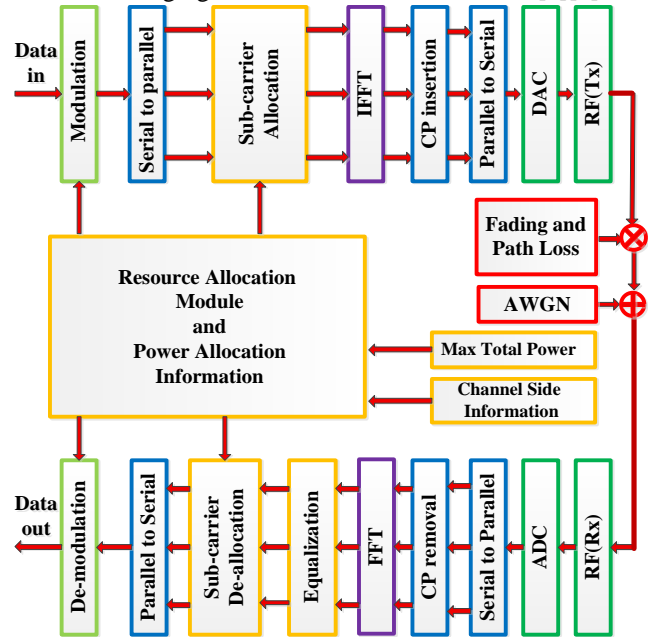 Data
in
Modulation
Serial to parallel
Sub-carrier
Allocation
IFFT
CP insertion
Parallel to Serial
DAC
RF(Tx)
Fading and
Path Loss
AWGN
Resource Allocation
Module
and
Power Allocation
Information
Max Total Power
Channel Side
Information
Data
out
De-modulation
Parallel to Serial
Sub-carrier
De-allocation
Equalization
FFT
CP removal
Serial to Parallel
ADC
RF(Rx)